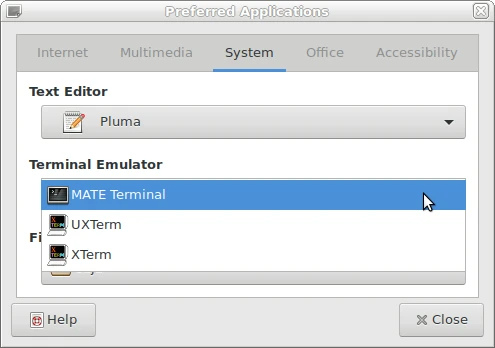 Preferred Applications
Internet Multimedia System Office Accessibility
Text Editor
Pluma
Terminal Emulator
MATE Terminal
UXTerm
XTerm
Help Close